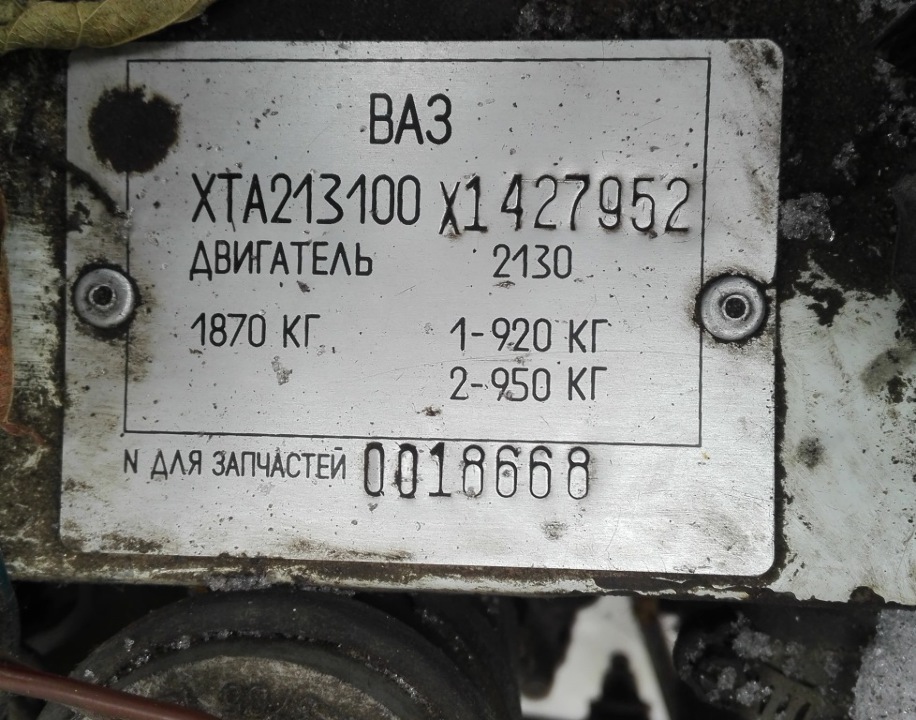 ВАЗ
ХТА213100 Х1427952
ДВИГАТЕЛЬ 2130
1870 КГ 1-920 КГ
2-950 КГ
N ДЛЯ ЗАПЧАСТЕЙ 0018668